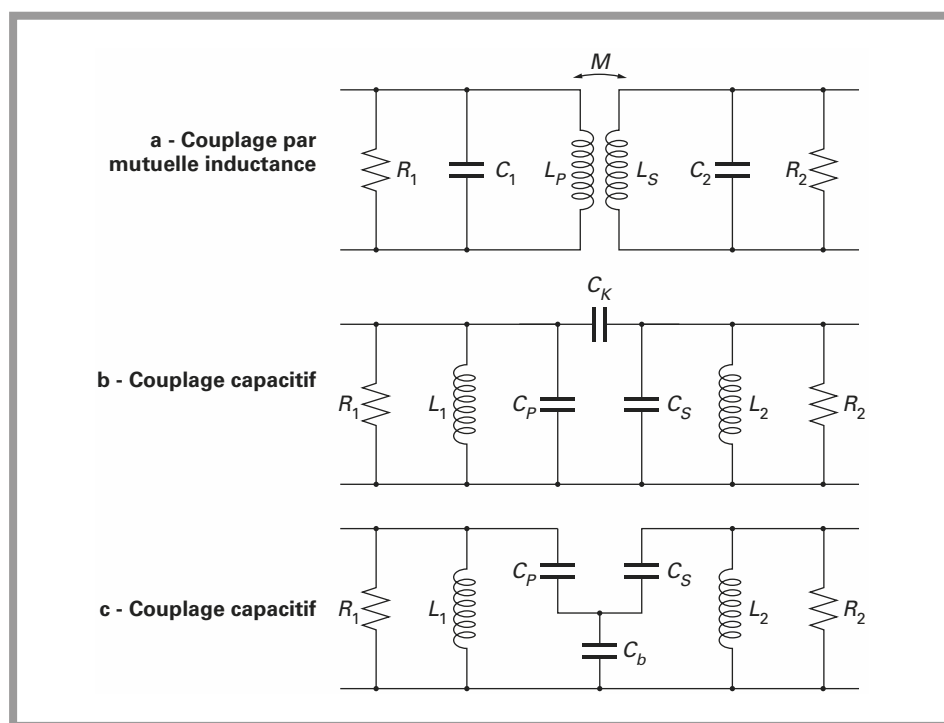 M
a - Couplage par
mutuelle inductance
R1 C1 LP LS C2 R2
CK
b - Couplage capacitif
R1 L1 CP CS L2 R2
CP CS
c - Couplage capacitif
R1 L1 L2 R2
Cb